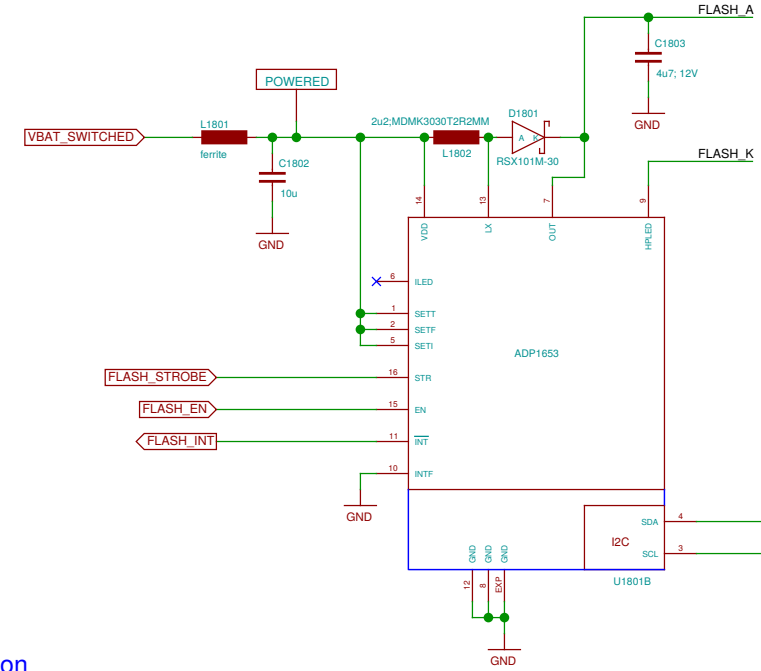 FLASH_A
C1803
4u7; 12V
GND
POWERED
VBAT_SWITCHED
L1801
ferrite
C1802
10u
GND
2u2;MDMK3030T2R2MM
L1802
D1801
A K
RSX101M-30
FLASH_K
14
13
7
9
VDD
LX
OUT
HPLED
6
ILED
1
SETT
2
SETF
5
SETI
ADP1653
FLASH_STROBE
16
STR
FLASH_EN
15
EN
FLASH_INT
11
INT
10
INTF
GND
GND
GND
GND
12
8
EXP
GND
I2C
SDA
4
SCL
3
U1801B
on